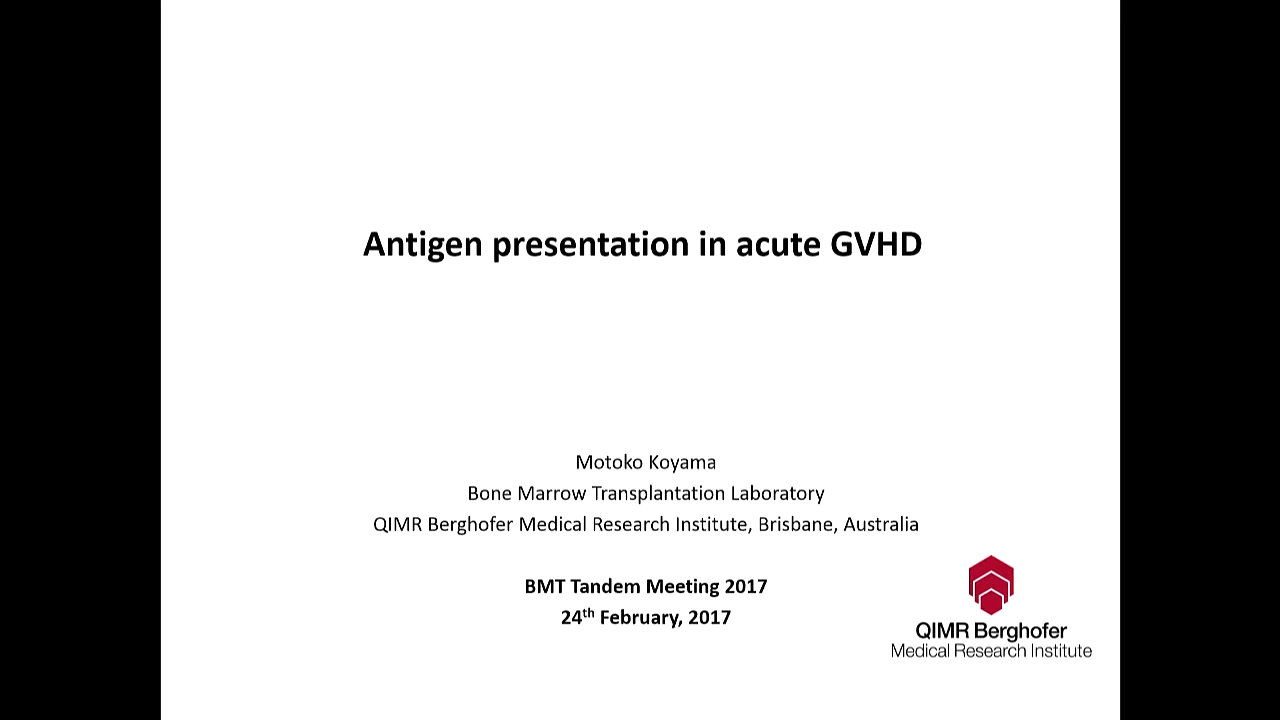 Antigen presentation in acute GVHD
Motoko Koyama
Bone Marrow Transplantation Laboratory
QIMR Berghofer Medical Research Institute, Brisbane, Australia
BMT Tandem Meeting 2017
24th February, 2017
QIMR Berghofer
Medical Research Institute